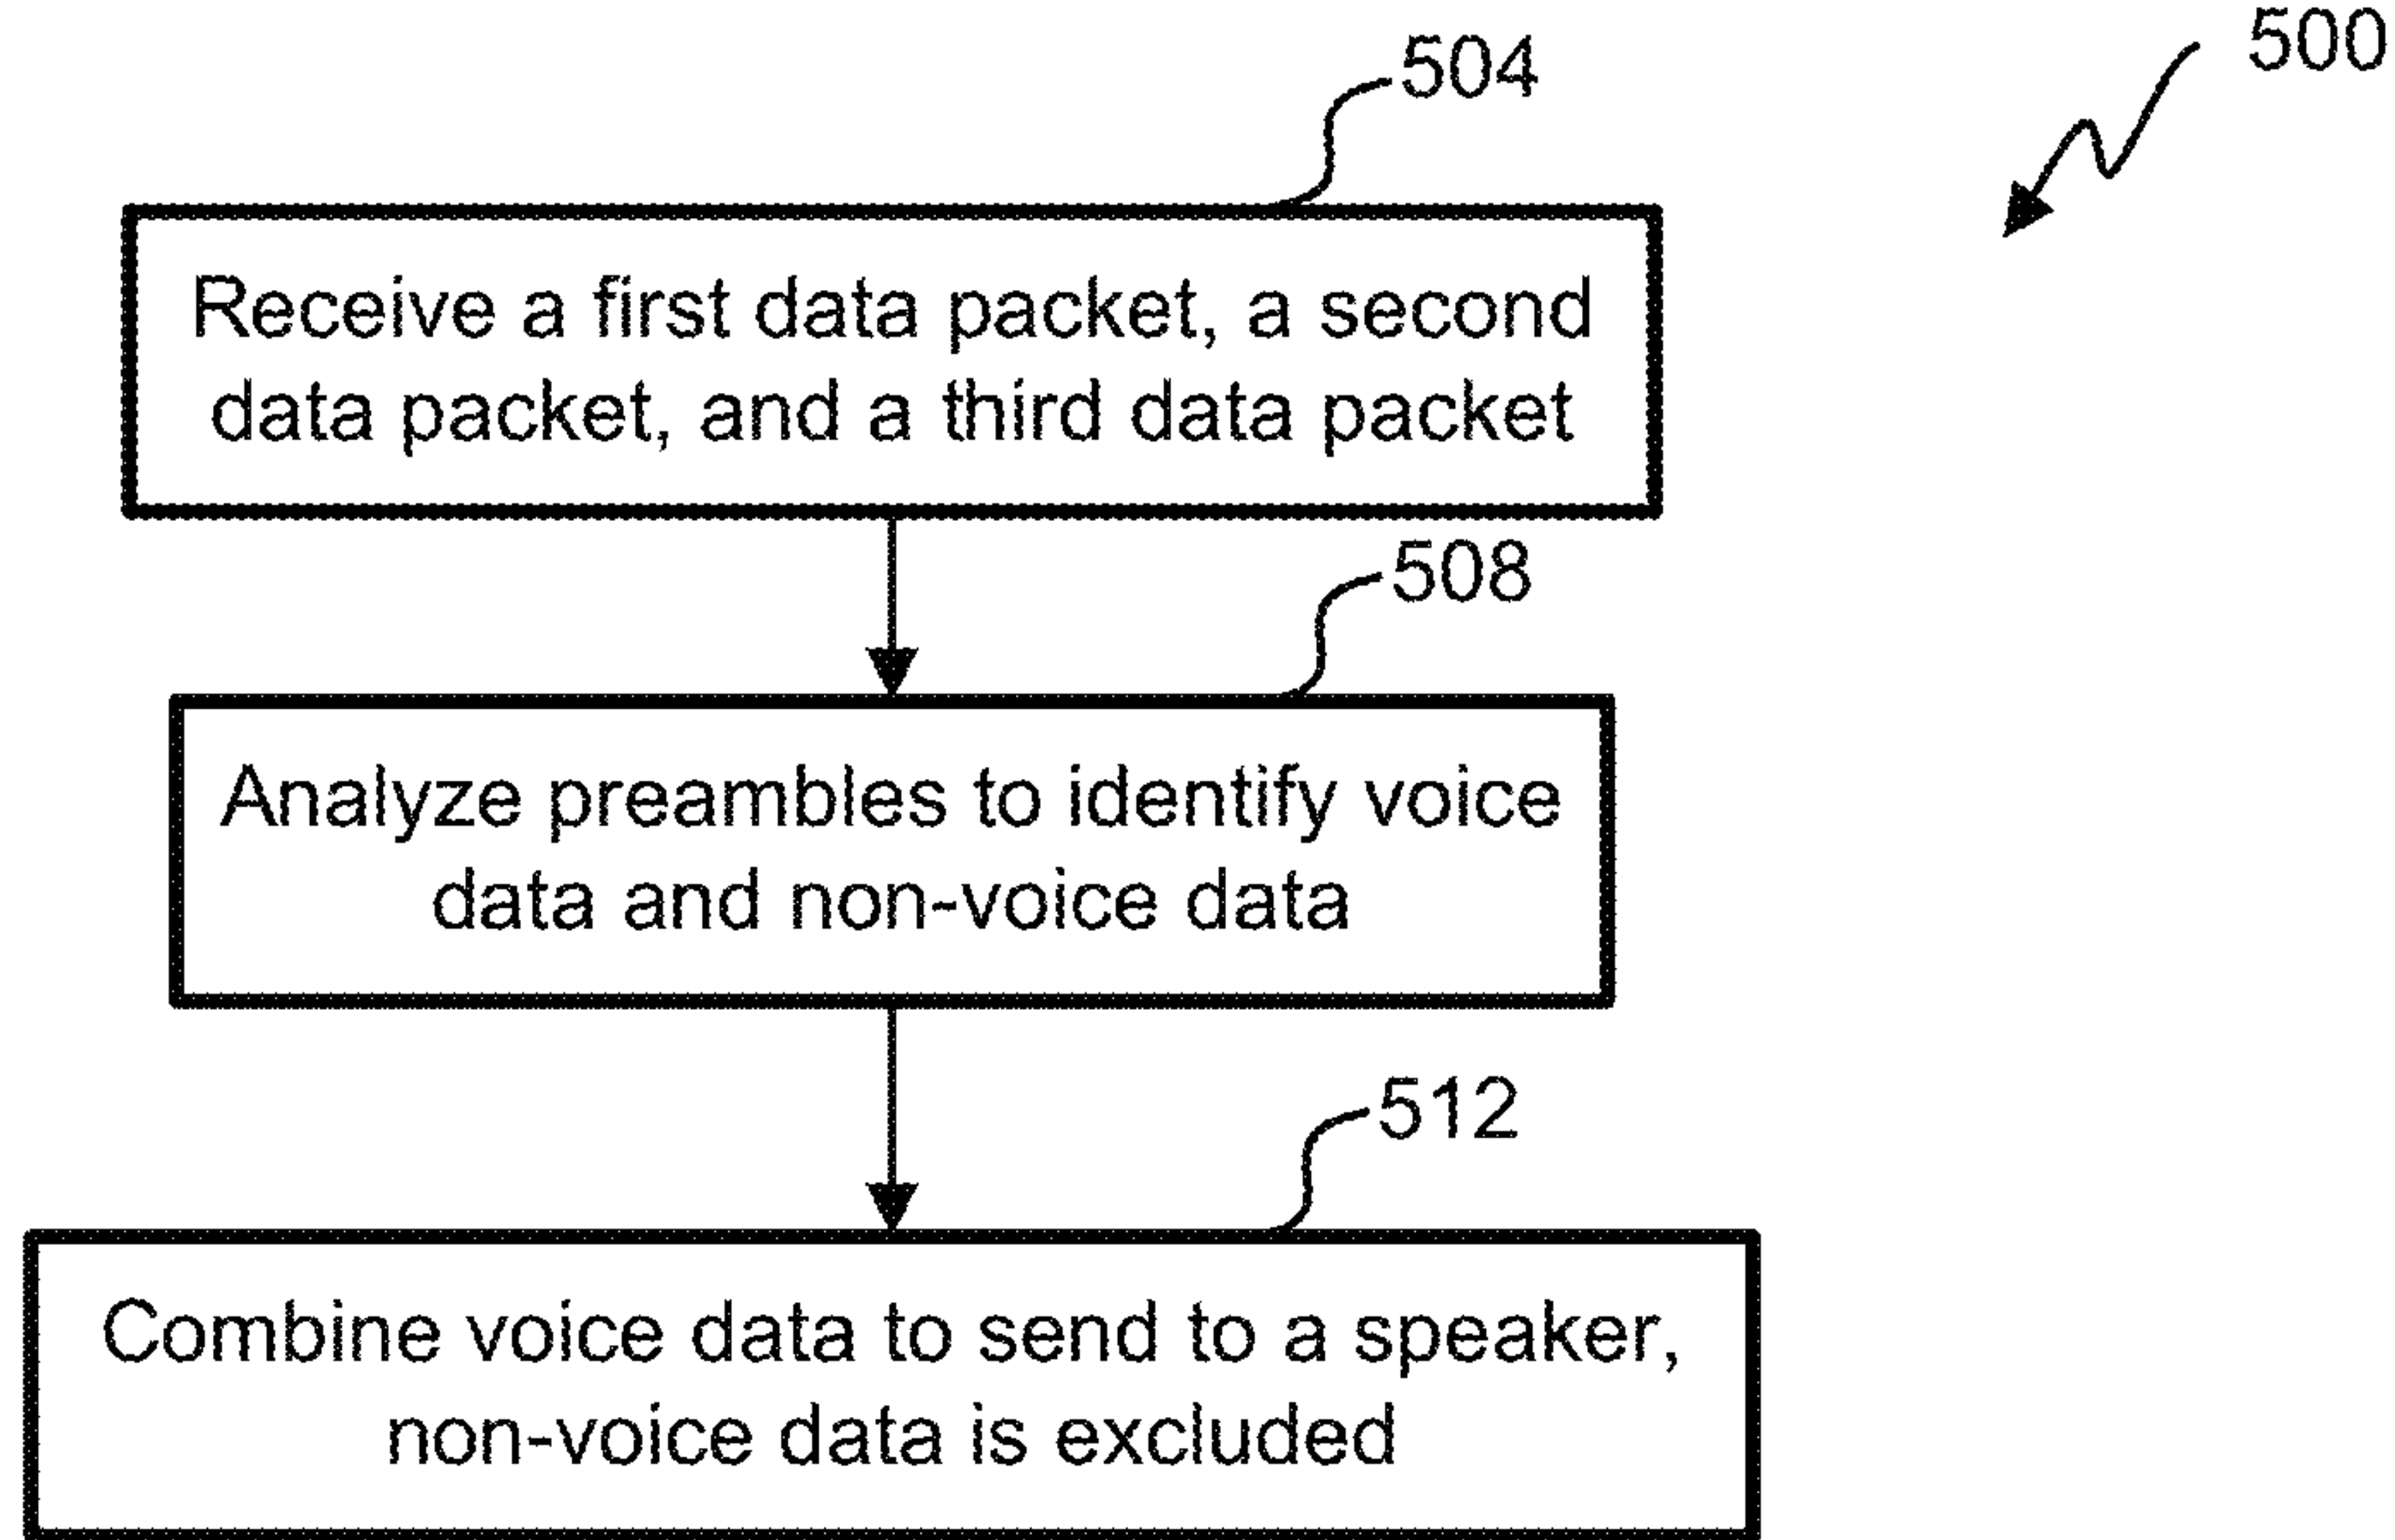 500
504
Receive a first data packet, a second
data packet, and a third data packet
508
Analyze preambles to identify voice
data and non-voice data
512
Combine voice data to send to a speaker,
non-voice data is excluded